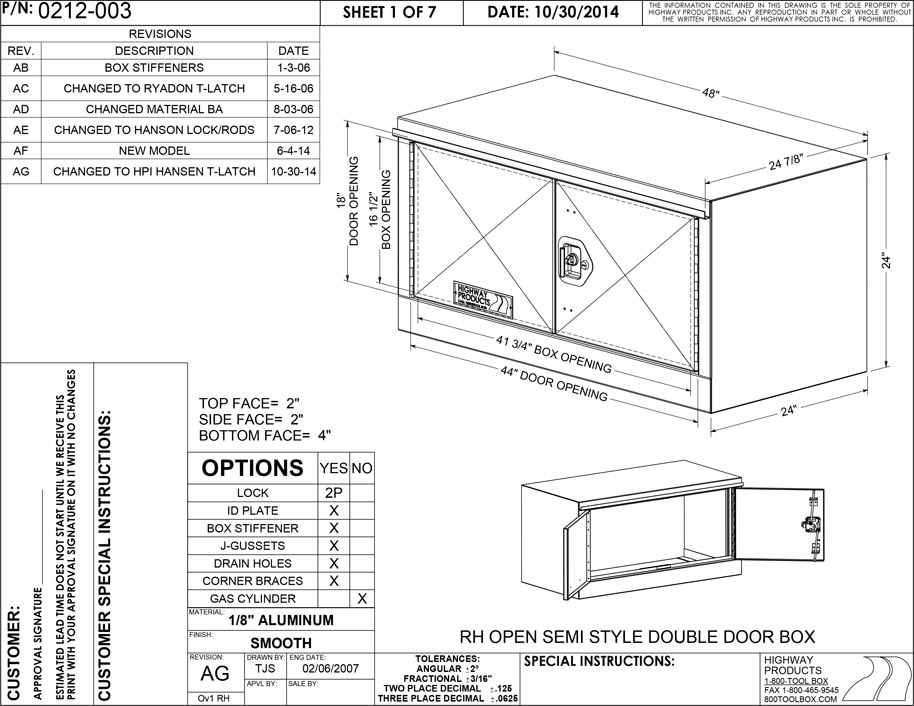 P/N: 0212-003
SHEET 1 OF 7
DATE: 10/30/2014
THE INFORMATION CONTAINED IN THIS DRAWING IS THE SOLE PROPERTY OF
HIGHWAY PRODUCTS INC. ANY REPRODUCTION IN PART OR WHOLE WITHOUT
THE WRITTEN PERMISSION OF HIGHWAY PRODUCTS INC. IS PROHIBITED.
REVISIONS
REV. DESCRIPTION DATE
AB BOX STIFFENERS 1-3-06
AC CHANGED TO RYADON T-LATCH 5-16-06
AD CHANGED MATERIAL BA 8-03-06
AE CHANGED TO HANSON LOCK/RODS 7-06-12
AF NEW MODEL 6-4-14
AG CHANGED TO HPI HANSEN T-LATCH 10-30-14
48"
24 7/8"
18"
DOOR OPENING
16 1/2"
BOX OPENING
24"
HIGHWAY
PRODUCTS
41 3/4" BOX OPENING
44" DOOR OPENING
24"
TOP FACE= 2"
SIDE FACE= 2"
BOTTOM FACE= 4"
CUSTOMER:
APPROVAL SIGNATURE
ESTIMATED LEAD TIME DOES NOT START UNTIL WE RECEIVE THIS
PRINT WITH YOUR APPROVAL SIGNATURE ON IT WITH NO CHANGES
CUSTOMER SPECIAL INSTRUCTIONS:
OPTIONS YES NO
LOCK 2P
ID PLATE X
BOX STIFFENER X
J-GUSSETS X
DRAIN HOLES X
CORNER BRACES X
GAS CYLINDER X
MATERIAL:
1/8" ALUMINUM
FINISH:
SMOOTH
REVISION:
AG
Ov1 RH
DRAWN BY:
TJS
ENG DATE:
02/06/2007
APVL BY:
SALE BY:
RH OPEN SEMI STYLE DOUBLE DOOR BOX
TOLERANCES:
ANGULAR ±2°
FRACTIONAL ±3/16"
TWO PLACE DECIMAL ±.125
THREE PLACE DECIMAL ±.0625
SPECIAL INSTRUCTIONS:
HIGHWAY
PRODUCTS
1-800-TOOL BOX
FAX 1-800-465-9545
800TOOLBOX.COM